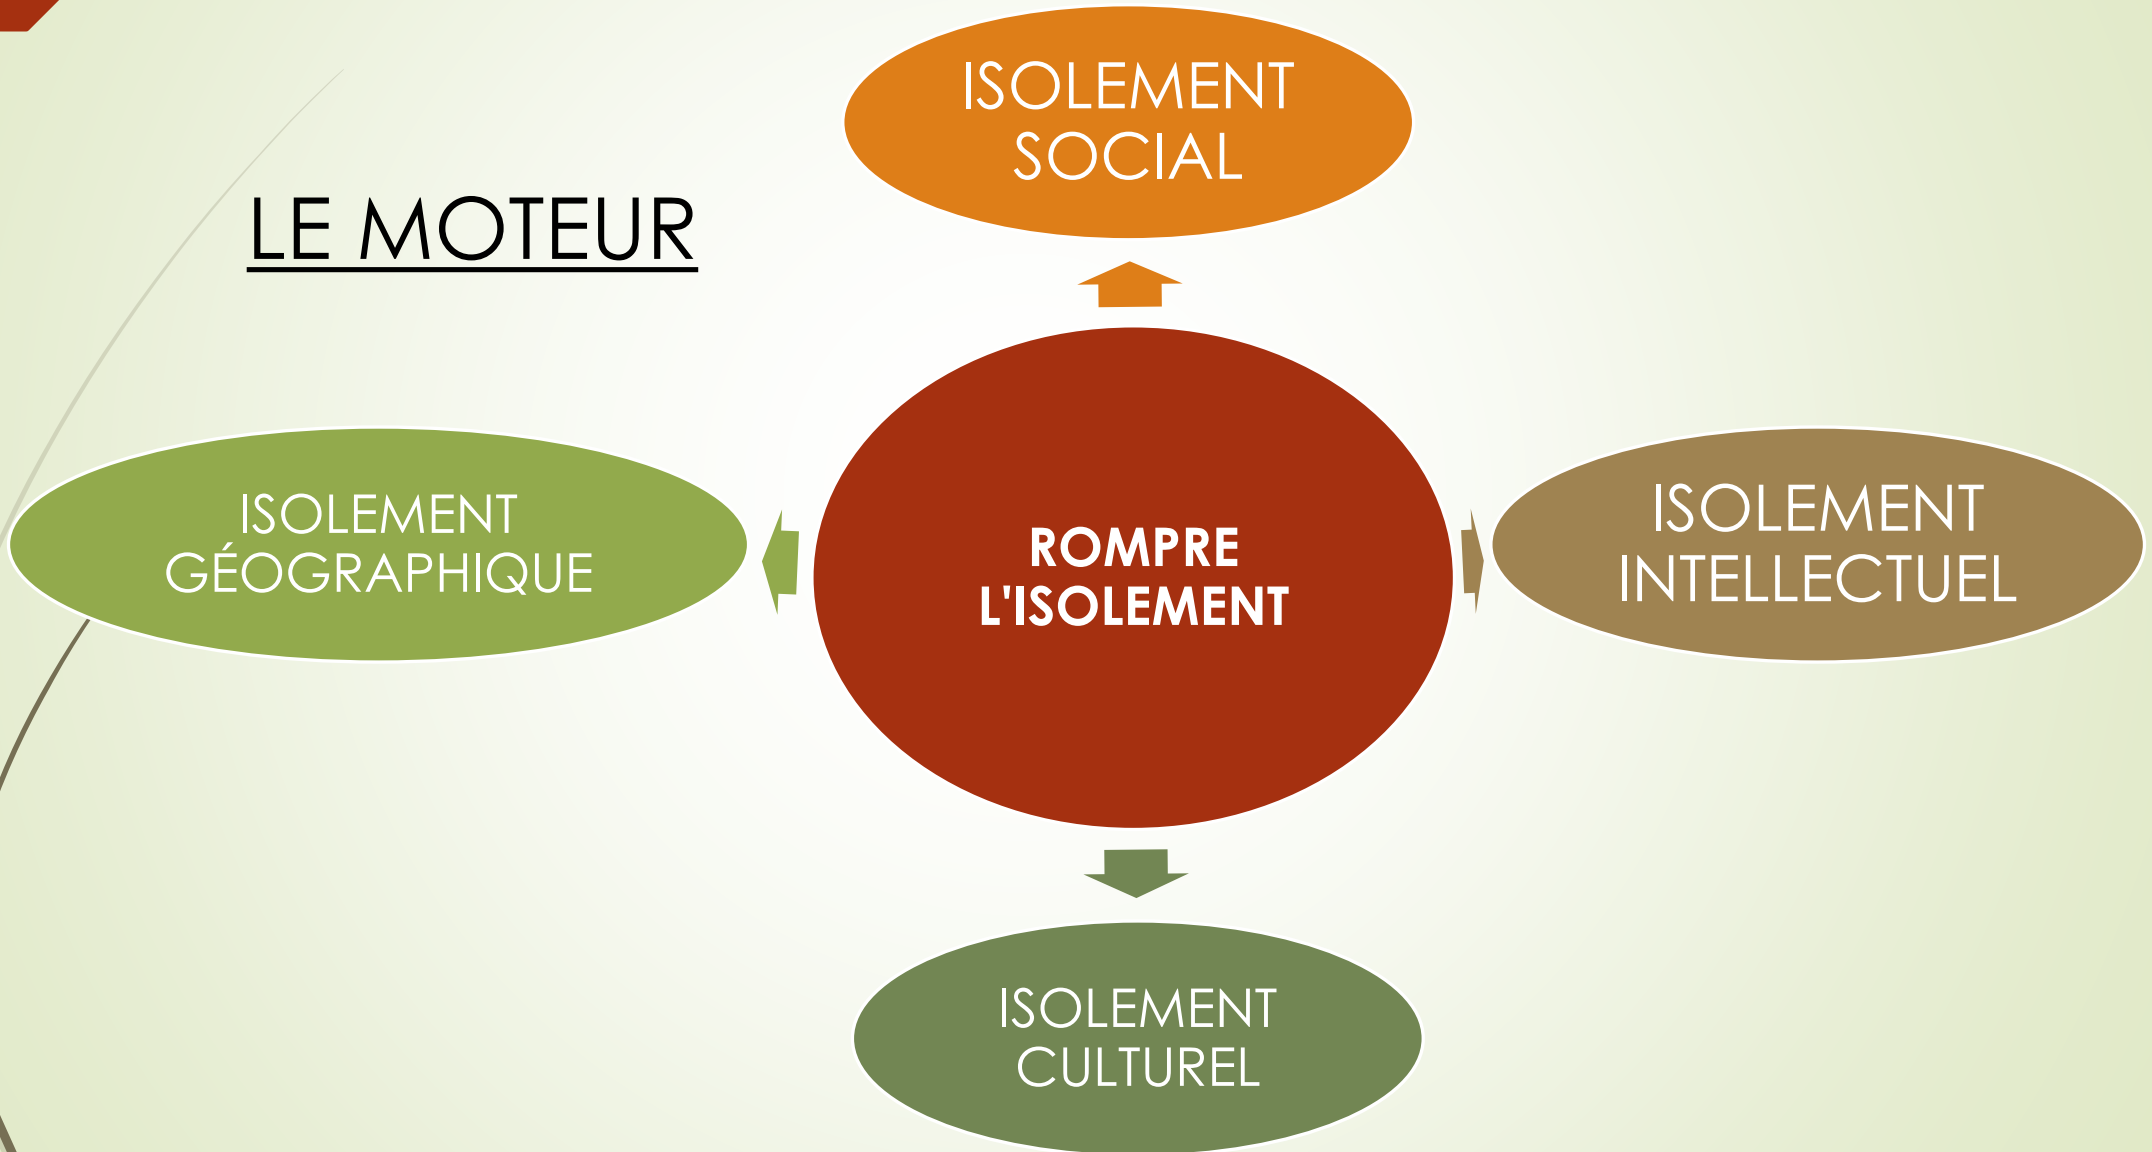 LE MOTEUR
ISOLEMENT
SOCIAL
ISOLEMENT
GÉOGRAPHIQUE
ROMPRE
L'ISOLEMENT
ISOLEMENT
INTELLECTUEL
ISOLEMENT
CULTUREL